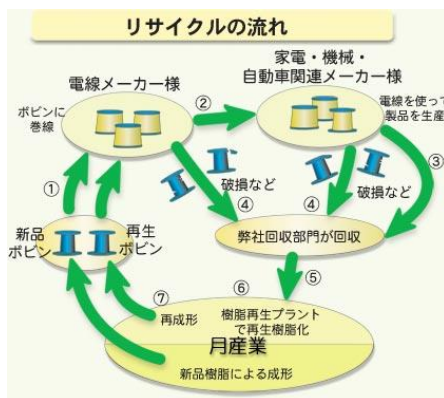 リサイクルの流れ
電線メーカー様
ボビンに
巻線
②
家電・機械・
自動車関連メーカー様
電線を使って
製品を生産
①
破損など
④
破損など
④
③
新品
ボビン
再生
ボビン
弊社回収部門が回収
⑤
⑦
再成形
⑥
樹脂再生プラント
で再生樹脂化
月産業
新品樹脂による成形